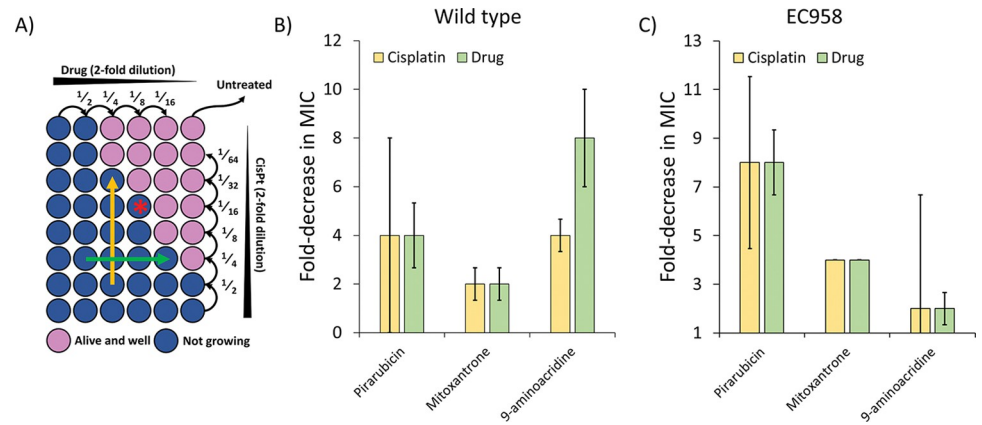 A)
Drug (2-fold dilution)
1/2 1/4 1/8 1/16
Untreated
1/64
1/32
1/16
1/8
1/4
1/2
CisPt (2-fold dilution)
*
Alive and well Not growing
B)
Wild type
Fold-decrease in MIC
12
10
8
6
4
2
0
Cisplatin Drug
Pirarubicin
Mitoxantrone
9-aminoacridine
C)
EC958
Fold-decrease in MIC
13
11
9
7
5
3
1
Cisplatin Drug
Pirarubicin
Mitoxantrone
9-aminoacridine